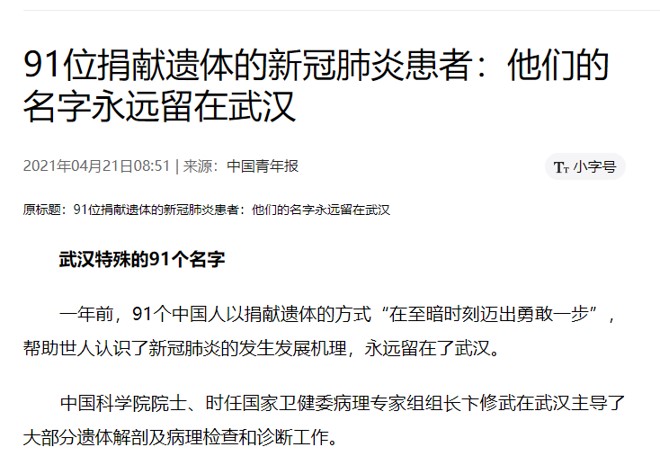 91位捐献遗体的新冠肺炎患者：他们的
名字永远留在武汉
2021年04月21日08:51 | 来源：中国青年报
TT 小字号
原标题：91位捐献遗体的新冠肺炎患者：他们的名字永远留在武汉
武汉特殊的91个名字
一年前，91个中国人以捐献遗体的方式“在至暗时刻迈出勇敢一步”，
帮助世人认识了新冠肺炎的发生发展机理，永远留在了武汉。
中国科学院院士、时任国家卫健委病理专家组组长卞修武在武汉主导了
大部分遗体解剖及病理检查和诊断工作。